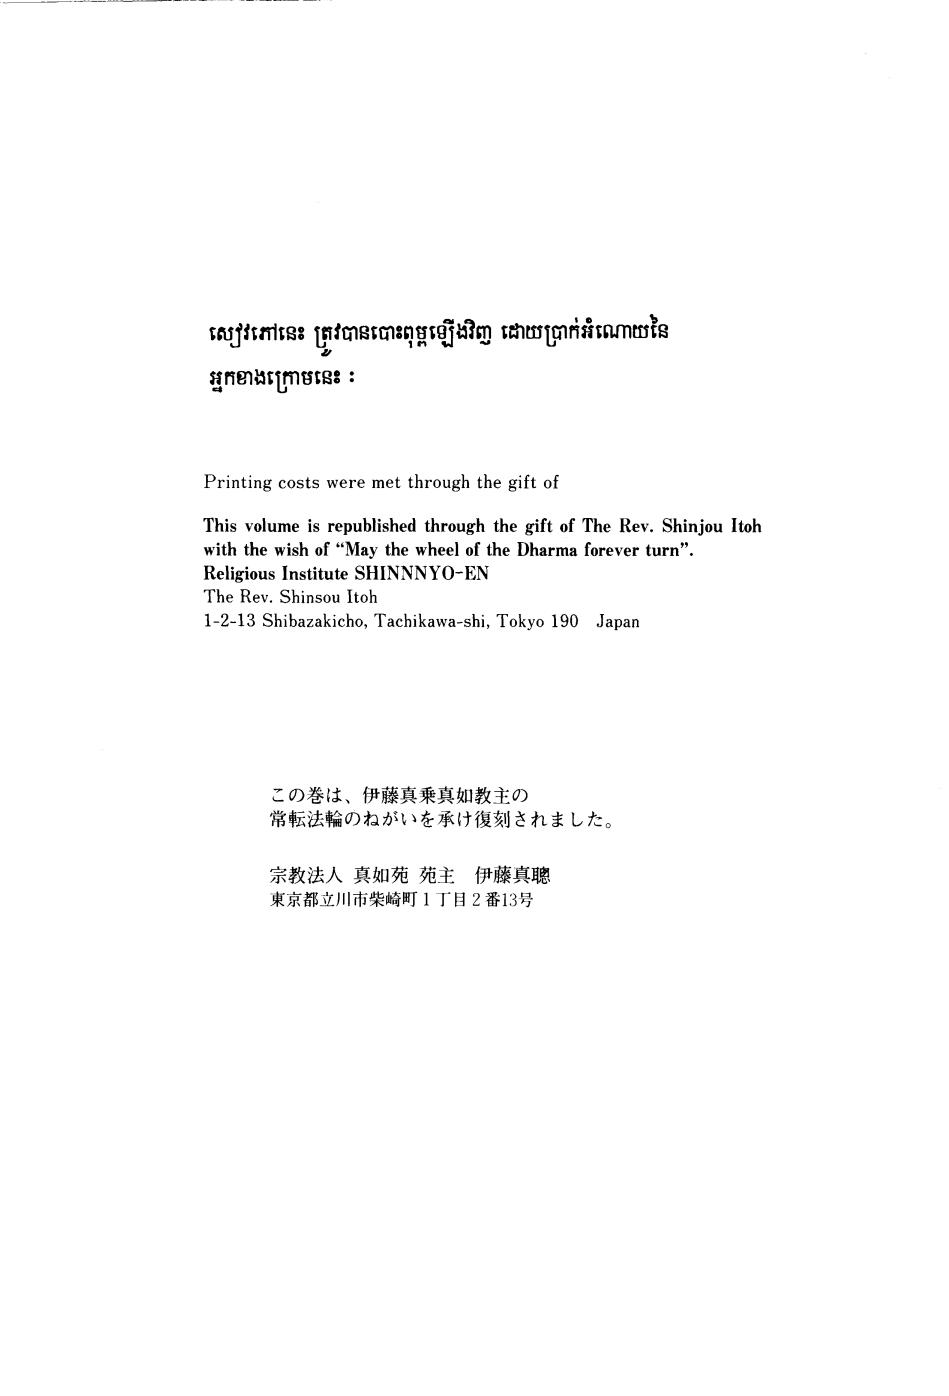 សៀវភៅនេះ ត្រូវបានបោះពុម្ពឡើងវិញ ដោយប្រាក់អំណោយនៃ
អ្នកខាងក្រោមនេះ :
Printing costs were met through the gift of
This volume is republished through the gift of The Rev. Shinjou Itoh
with the wish of “May the wheel of the Dharma forever turn”.
Religious Institute SHINNNYO-EN
The Rev. Shinsou Itoh
1-2-13 Shibazakicho, Tachikawa-shi, Tokyo 190 Japan
この巻は、伊藤真乗真如教主の
常転法輪のねがいを承け復刻されました。
宗教法人 真如苑 苑主 伊藤真聰
東京都立川市柴崎町1丁目2番13号